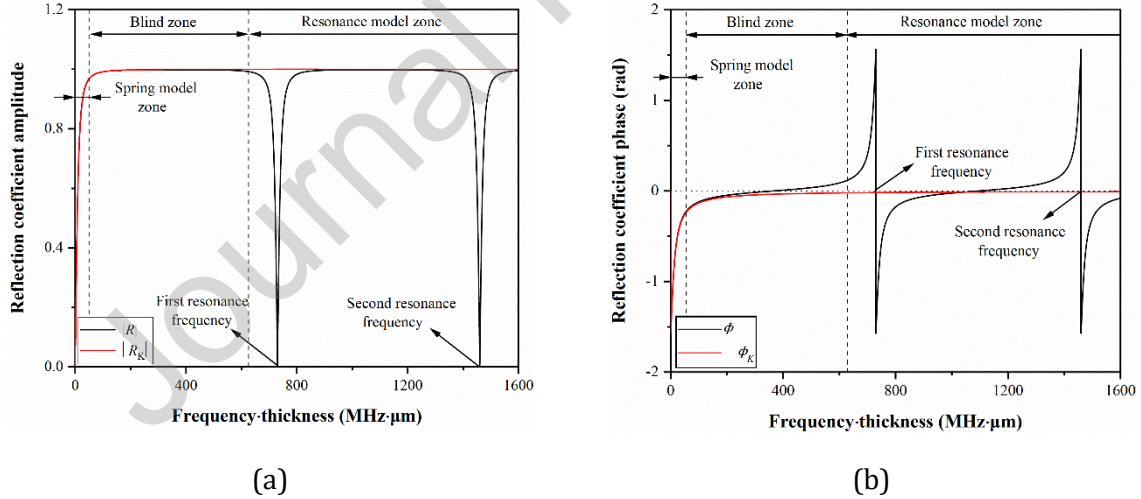 Blind zone
Resonance model zone
Spring model
zone
First resonance
frequency
Second resonance
frequency
R
|R_K|
Reflection coefficient amplitude
1.2
0.8
0.4
0.0
0
400
800
1200
1600
Frequency·thickness (MHz·μm)
(a)
Blind zone
Resonance model zone
Spring model
zone
First resonance
frequency
Second resonance
frequency
ϕ
ϕ_K
Reflection coefficient phase (rad)
2
1
0
-1
-2
0
400
800
1200
1600
Frequency·thickness (MHz·μm)
(b)
Journal